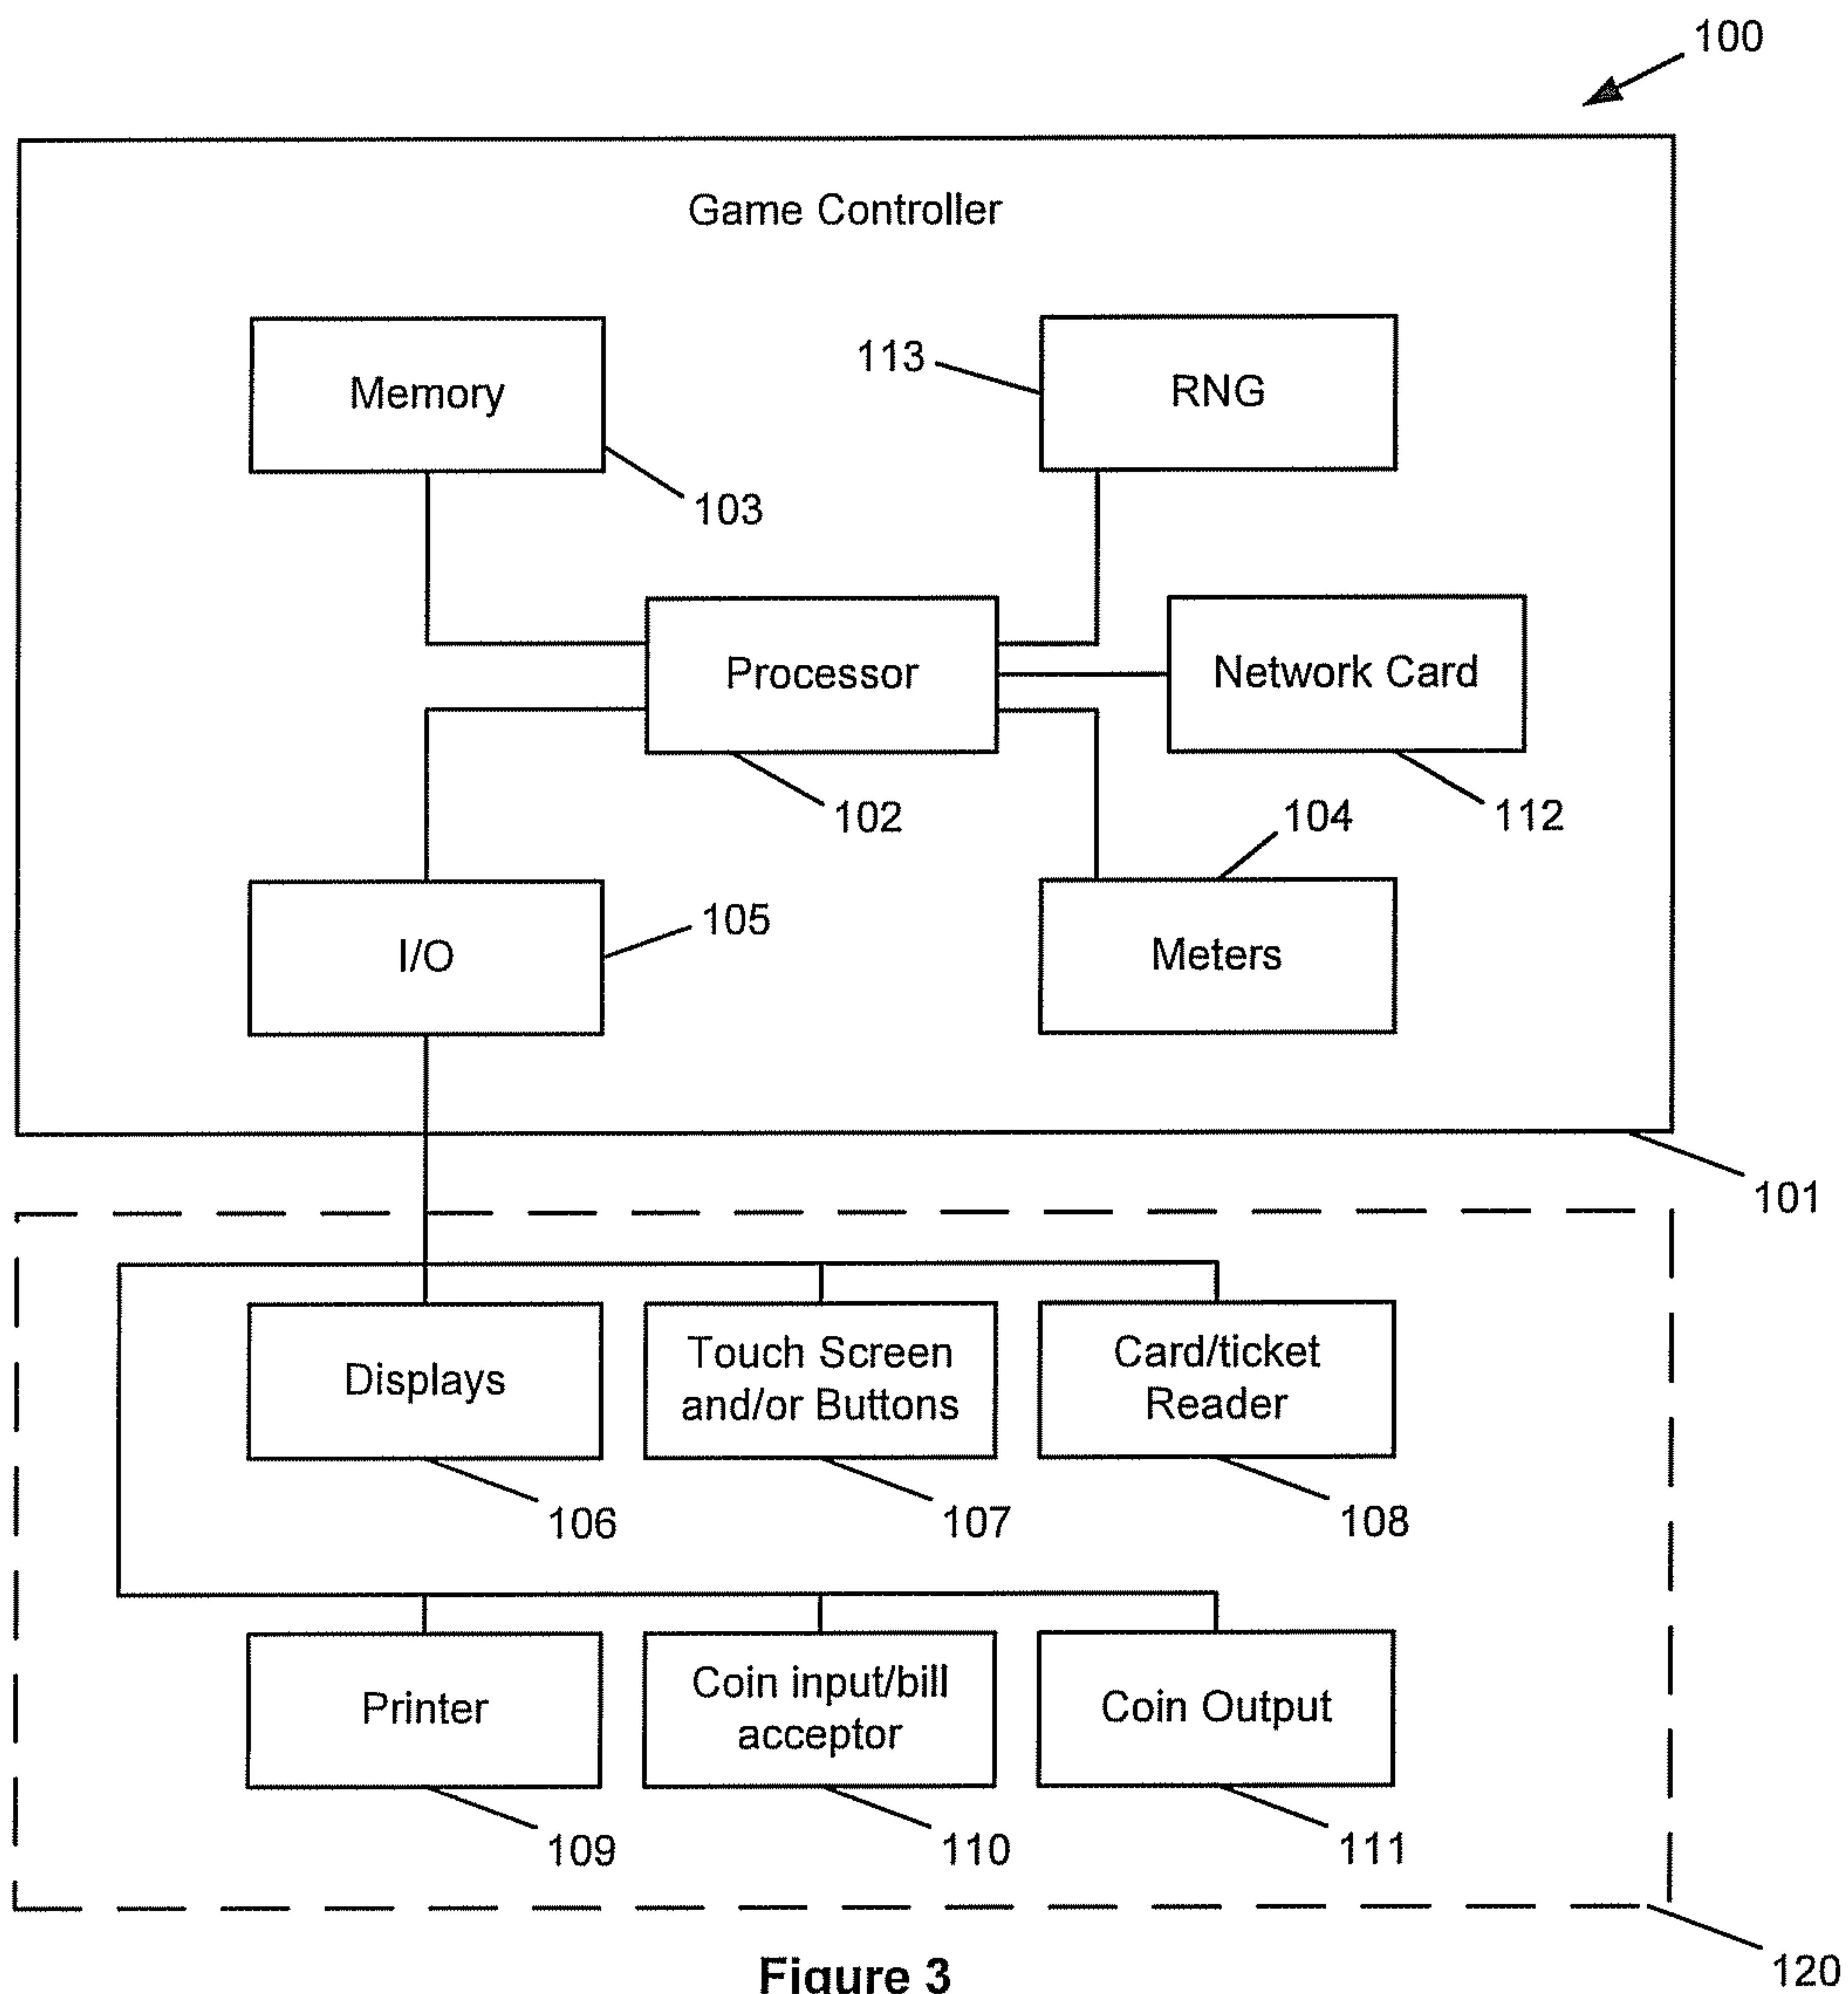 100
Game Controller
Memory
103
113
RNG
Processor
102
Network Card
112
104
I/O
105
Meters
101
Displays
106
Touch Screen
and/or Buttons
107
Card/ticket
Reader
108
Printer
109
Coin input/bill
acceptor
110
Coin Output
111
120
Figure 3